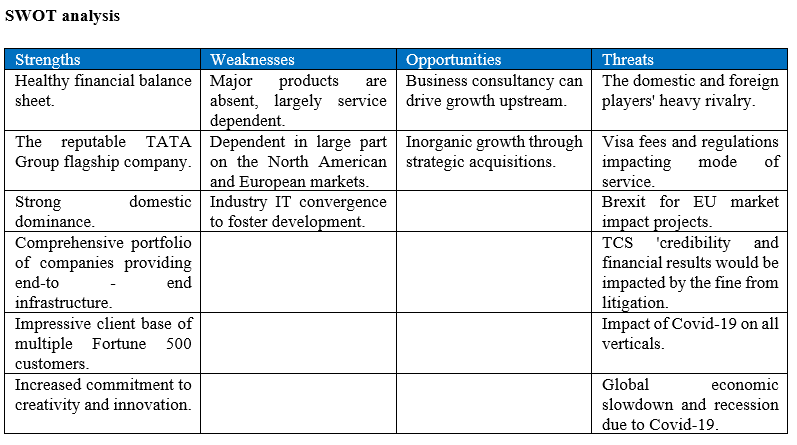 SWOT analysis
Strengths
Weaknesses
Opportunities
Threats
Healthy financial balance
sheet.
Major products are
absent, largely service
dependent.
Business consultancy can
drive growth upstream.
The domestic and foreign
players' heavy rivalry.
The reputable TATA
Group flagship company.
Dependent in large part
on the North American
and European markets.
Inorganic growth through
strategic acquisitions.
Visa fees and regulations
impacting mode of
service.
Strong domestic
dominance.
Industry IT convergence
to foster development.
Brexit for EU market
impact projects.
Comprehensive portfolio
of companies providing
end-to - end
infrastructure.
TCS 'credibility and
financial results would be
impacted by the fine from
litigation.
Impressive client base of
multiple Fortune 500
customers.
Impact of Covid-19 on all
verticals.
Increased commitment to
creativity and innovation.
Global economic
slowdown and recession
due to Covid-19.